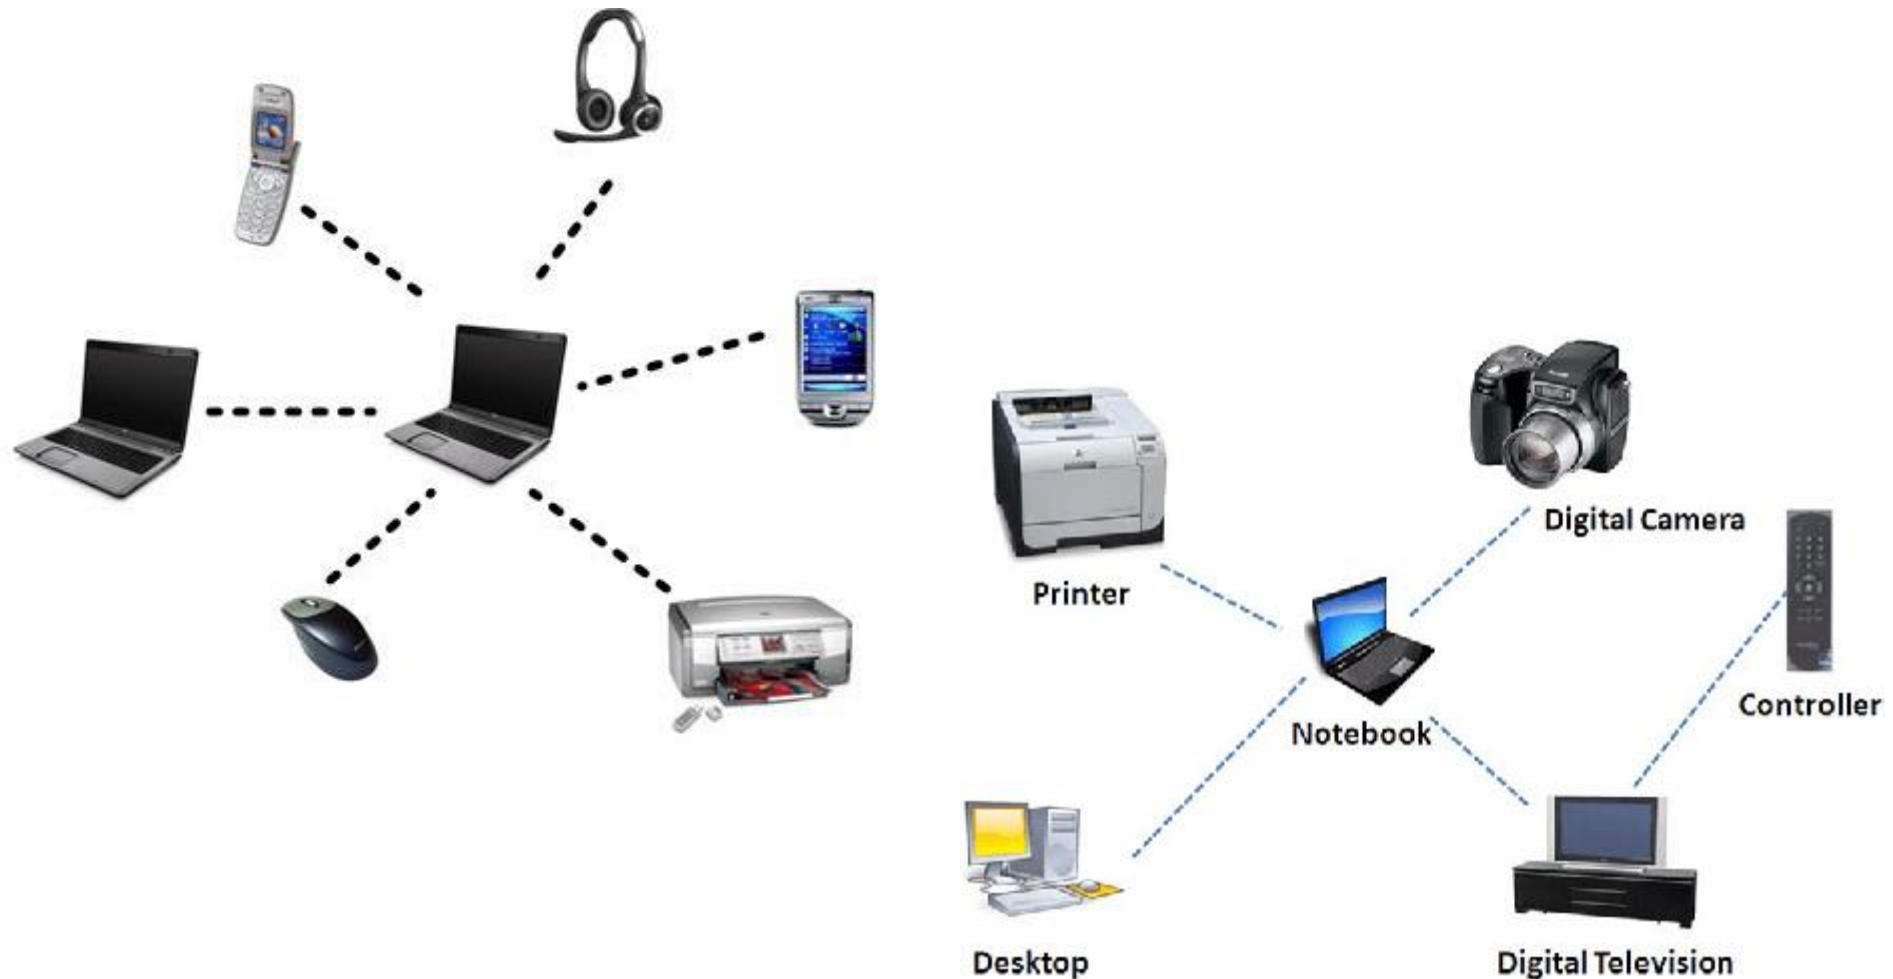 Digital Camera
Printer
Controller
Notebook
Desktop
Digital Television